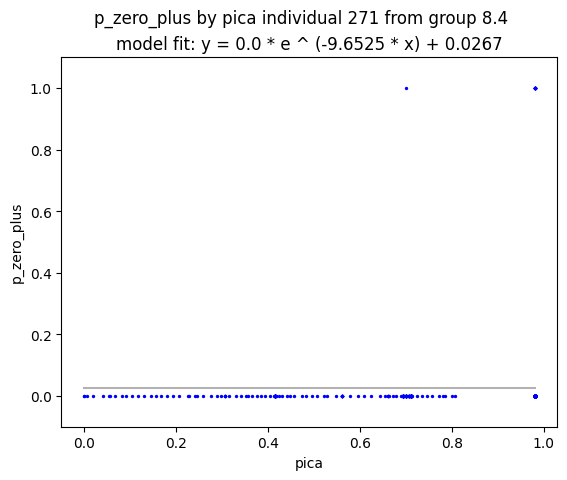 p_zero_plus by pica individual 271 from group 8.4
model fit: y = 0.0 * e ^ (-9.6525 * x) + 0.0267
1.0
0.8
0.6
0.4
0.2
0.0
p_zero_plus
0.0 0.2 0.4 0.6 0.8 1.0
pica